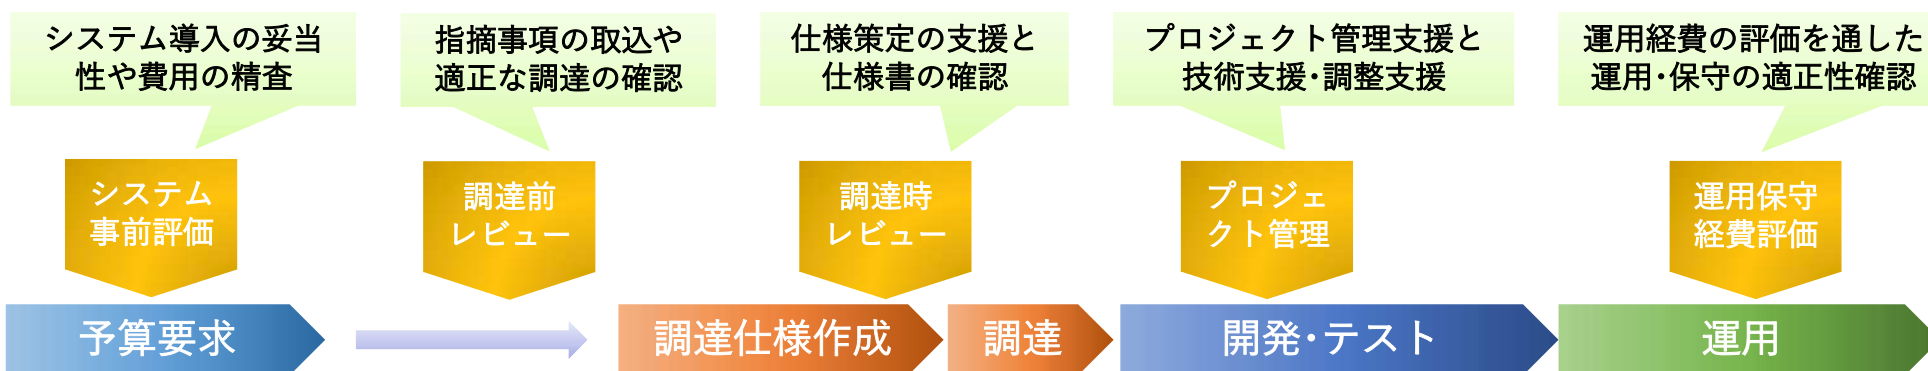 システム導入の妥当
性や費用の精査
指摘事項の取込や
適正な調達の確認
仕様策定の支援と
仕様書の確認
プロジェクト管理支援と
技術支援・調整支援
運用経費の評価を通した
運用・保守の適正性確認
システム
事前評価
調達前
レビュー
調達時
レビュー
プロジェ
クト管理
運用保守
経費評価
予算要求
調達仕様作成
調達
開発・テスト
運用